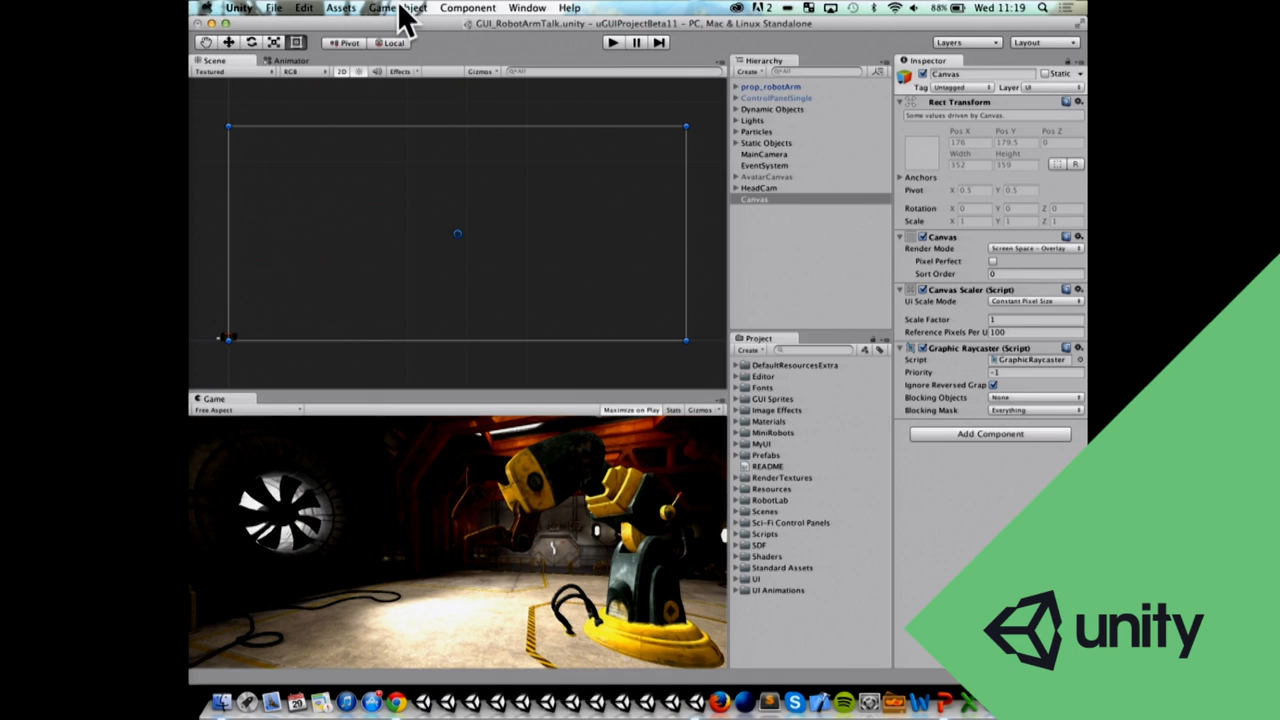 Unity File Edit Assets GameObject Component Window Help 2 88% Wed 11:19
GUI_RobotArmTalk.unity - uGUIProjectBeta11 - PC, Mac & Linux Standalone
Pivot Local Layers Layout
Scene Animator
Textured RGB 2D Effects Gizmos All
Hierarchy
Create All
prop_robotArm
ControlPanelSingle
Dynamic Objects
Lights
Particles
Static Objects
MainCamera
EventSystem
AvatarCanvas
HeadCam
Canvas
Inspector
Canvas Static
Tag Untagged Layer UI
Rect Transform
Some values driven by Canvas.
Pos X Pos Y Pos Z
176 179.5 0
Width Height
352 359
R
Anchors
Pivot X 0.5 Y 0.5
Rotation X 0 Y 0 Z 0
Scale X 1 Y 1 Z 1
Canvas
Render Mode Screen Space - Overlay
Pixel Perfect
Sort Order 0
Canvas Scaler (Script)
Ui Scale Mode Constant Pixel Size
Scale Factor 1
Reference Pixels Per U 100
Graphic Raycaster (Script)
Script GraphicRaycaster
Priority -1
Ignore Reversed Grap
Blocking Objects None
Blocking Mask Everything
Add Component
Project
Create
DefaultResourcesExtra
Editor
Fonts
GUI Sprites
Image Effects
Materials
MiniRobots
MyUI
Prefabs
README
RenderTextures
Resources
RobotLab
Scenes
Sci-Fi Control Panels
Scripts
SDF
Shaders
Standard Assets
UI
UI Animations
Game
Free Aspect Maximize on Play Stats Gizmos
unity